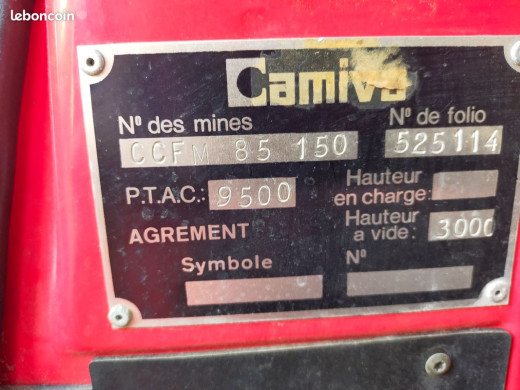 leboncoin
Camiva
Nº des mines Nº de folio
CCFM 85 150 525114
P.T.A.C.: 9500 Hauteur en charge:
AGREMENT Hauteur a vide: 3000
Symbole Nº